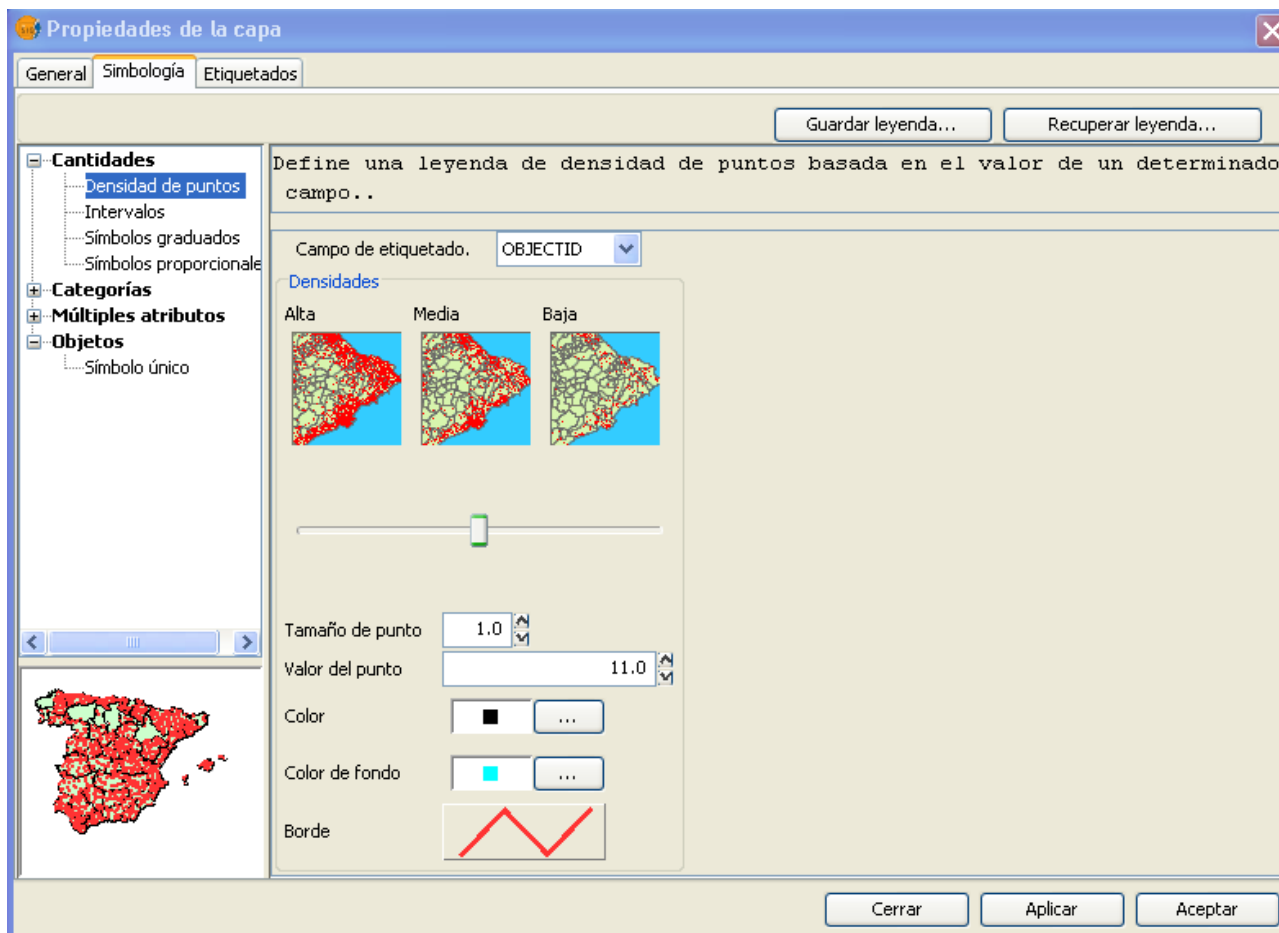 Propiedades de la capa
General Simbología Etiquetados
Guardar leyenda... Recuperar leyenda...
Cantidades
Densidad de puntos
Intervalos
Símbolos graduados
Símbolos proporcionale
Categorías
Múltiples atributos
Objetos
Símbolo único
Define una leyenda de densidad de puntos basada en el valor de un determinado
campo..
Campo de etiquetado. OBJECTID
Densidades
Alta Media Baja
Tamaño de punto 1.0
Valor del punto 11.0
Color ...
Color de fondo ...
Borde
Cerrar Aplicar Aceptar